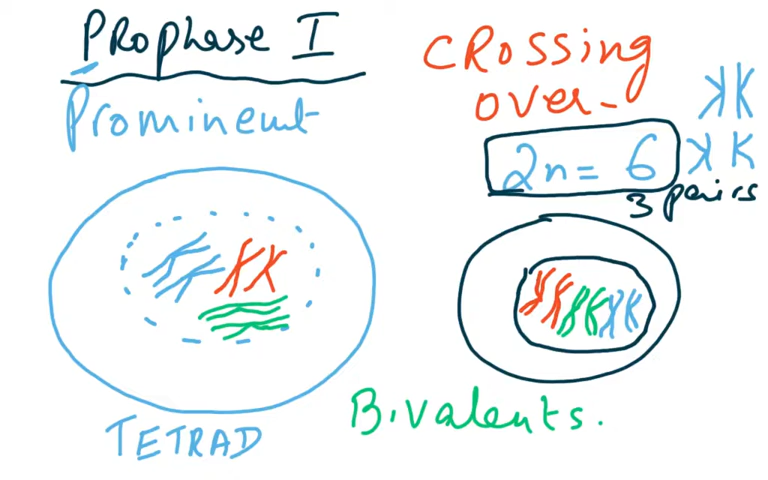 Prophase I
Prominent
CROSSING
OVER-
2n = 6
3 pairs
Bivalents.
TETRAD